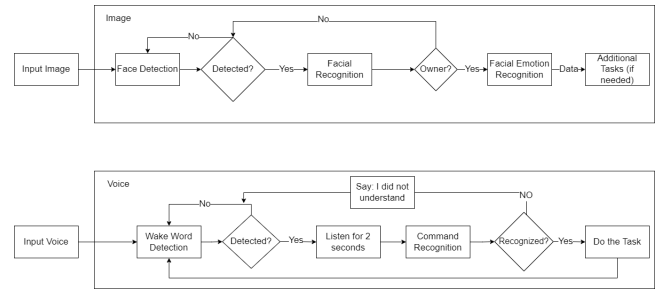 Image
No
No
Input Image
Face Detection
Detected?
Yes
Facial
Recognition
Owner?
Yes
Facial Emotion
Recognition
Data
Additional
Tasks (if
needed)
Voice
Say: I did not
understand
NO
No
Input Voice
Wake Word
Detection
Detected?
Yes
Listen for 2
seconds
Command
Recognition
Recognized?
Yes
Do the Task